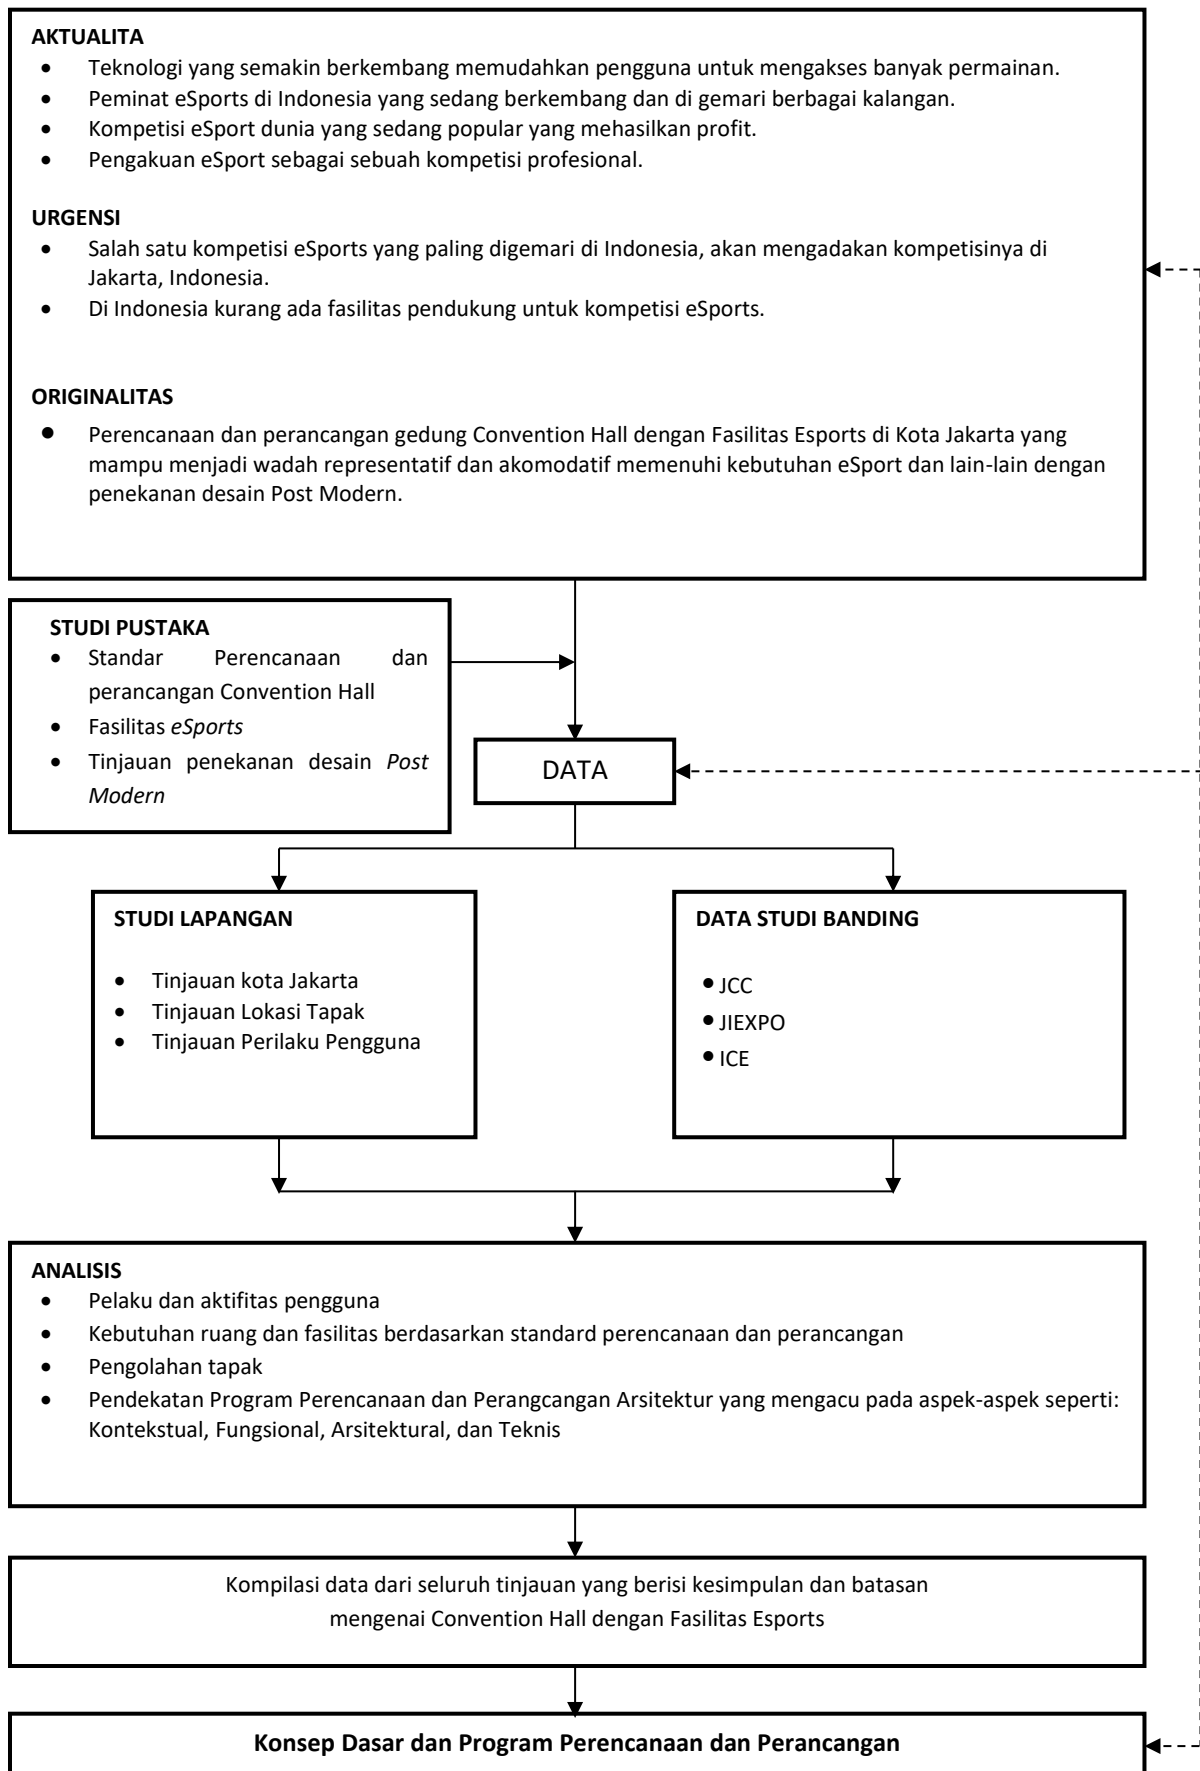 AKTUALITA
• Teknologi yang semakin berkembang memudahkan pengguna untuk mengakses banyak permainan.
• Peminat eSports di Indonesia yang sedang berkembang dan di gemari berbagai kalangan.
• Kompetisi eSport dunia yang sedang popular yang mehasilkan profit.
• Pengakuan eSport sebagai sebuah kompetisi profesional.
URGENSI
• Salah satu kompetisi eSports yang paling digemari di Indonesia, akan mengadakan kompetisinya di
Jakarta, Indonesia.
• Di Indonesia kurang ada fasilitas pendukung untuk kompetisi eSports.
ORIGINALITAS
• Perencanaan dan perancangan gedung Convention Hall dengan Fasilitas Esports di Kota Jakarta yang
mampu menjadi wadah representatif dan akomodatif memenuhi kebutuhan eSport dan lain-lain dengan
penekanan desain Post Modern.
STUDI PUSTAKA
• Standar Perencanaan dan
perancangan Convention Hall
• Fasilitas eSports
• Tinjauan penekanan desain Post
Modern
DATA
STUDI LAPANGAN
• Tinjauan kota Jakarta
• Tinjauan Lokasi Tapak
• Tinjauan Perilaku Pengguna
DATA STUDI BANDING
• JCC
• JIEXPO
• ICE
ANALISIS
• Pelaku dan aktifitas pengguna
• Kebutuhan ruang dan fasilitas berdasarkan standard perencanaan dan perancangan
• Pengolahan tapak
• Pendekatan Program Perencanaan dan Perangcangan Arsitektur yang mengacu pada aspek-aspek seperti:
Kontekstual, Fungsional, Arsitektural, dan Teknis
Kompilasi data dari seluruh tinjauan yang berisi kesimpulan dan batasan
mengenai Convention Hall dengan Fasilitas Esports
Konsep Dasar dan Program Perencanaan dan Perancangan